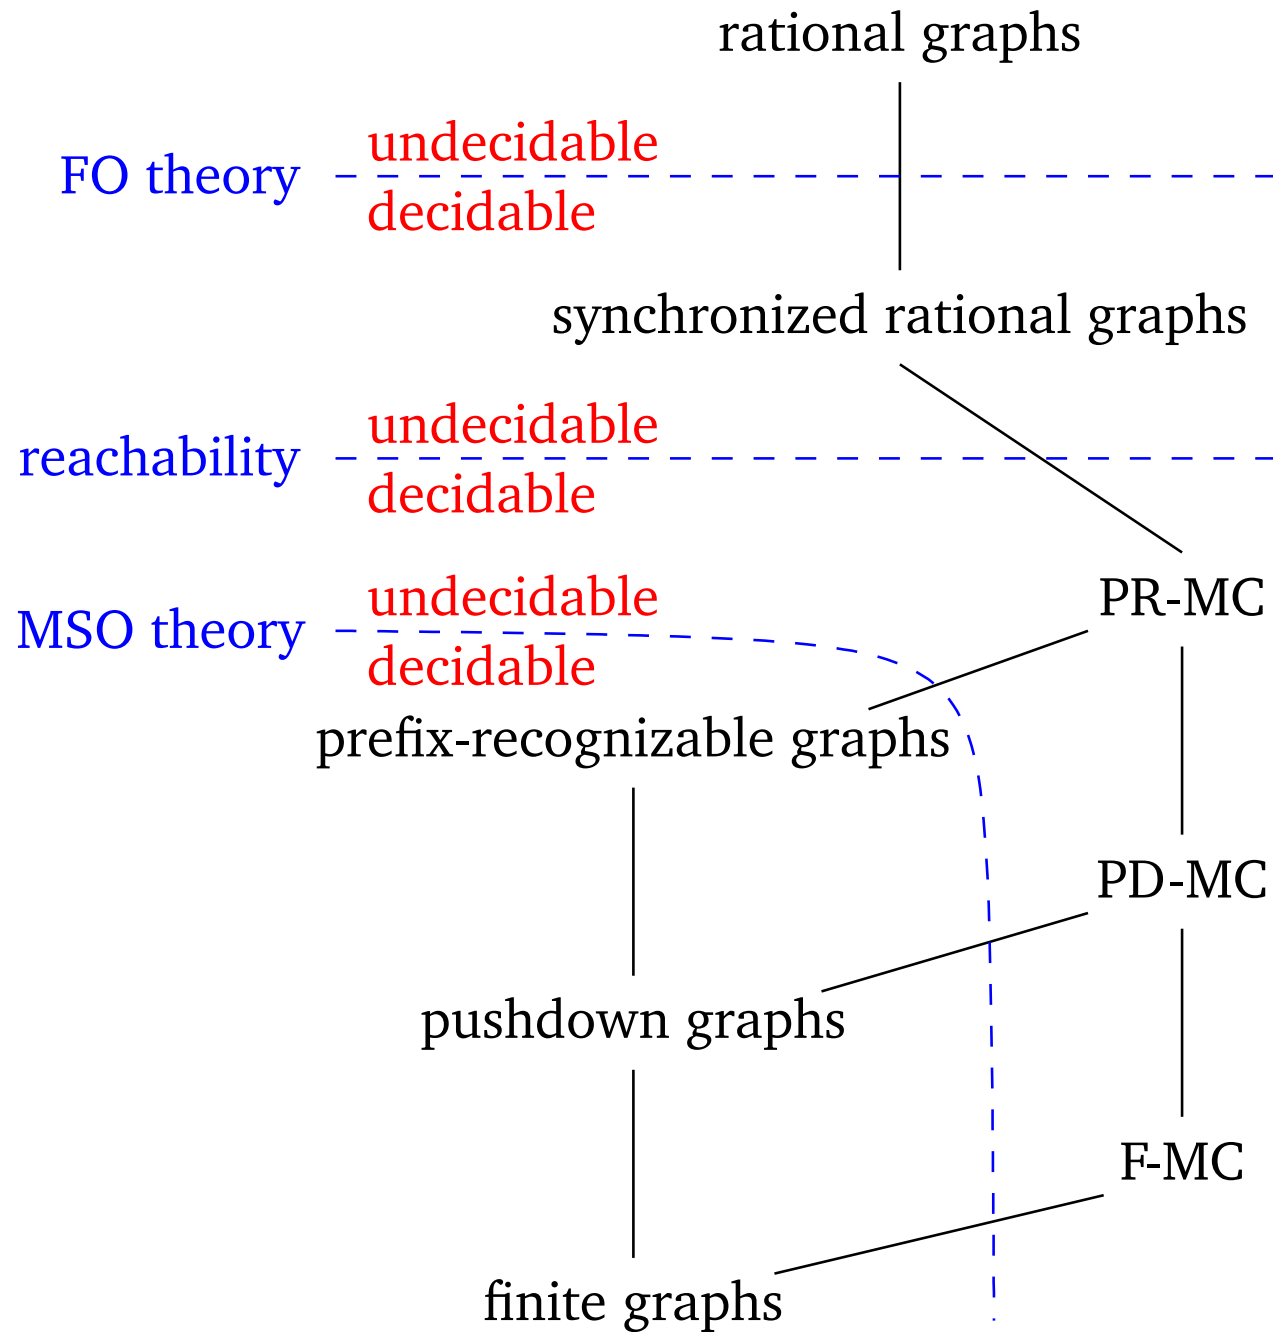 rational graphs
undecidable
FO theory
decidable
synchronized rational graphs
undecidable
reachability
decidable
undecidable
PR-MC
MSO theory
decidable
prefix-recognizable graphs
PD-MC
pushdown graphs
F-MC
finite graphs